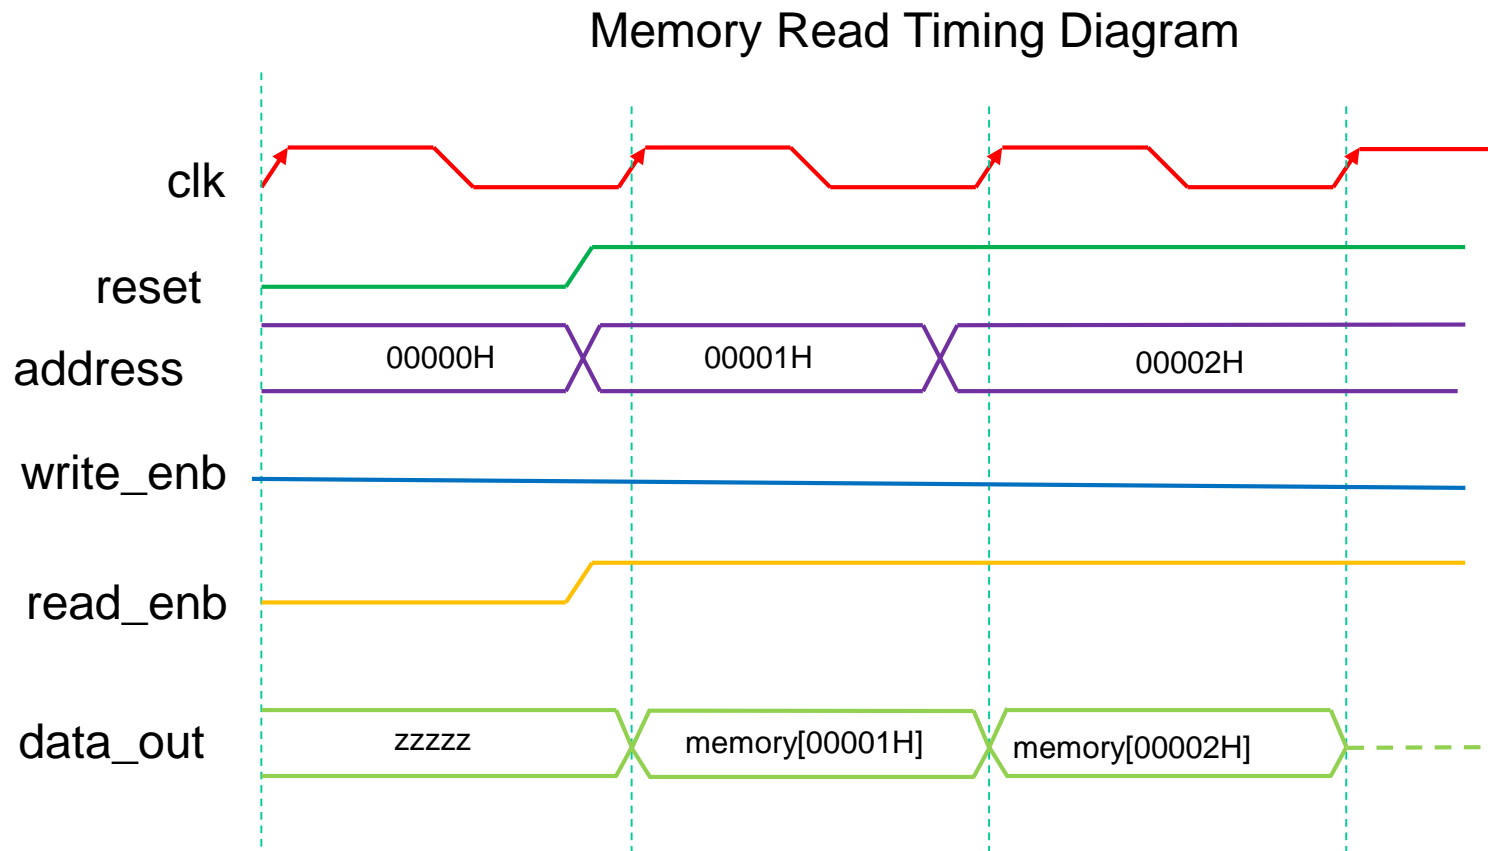 Memory Read Timing Diagram
clk
reset
address
00000H
00001H
00002H
write_enb
read_enb
data_out
zzzzz
memory[00001H]
memory[00002H]